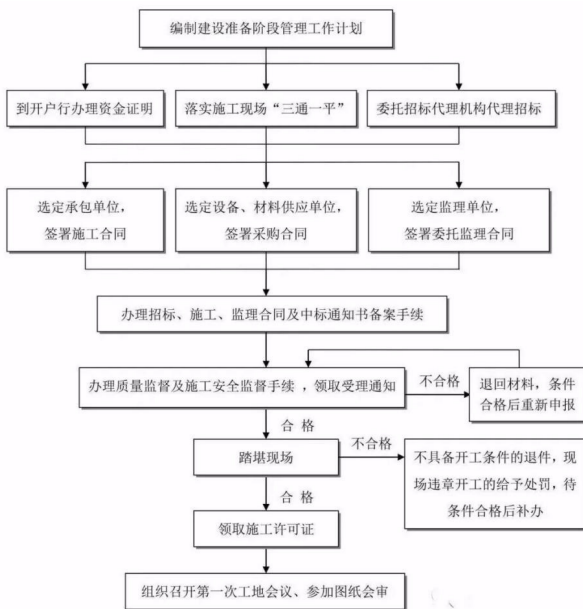 编制建设准备阶段管理工作计划
到开户行办理资金证明
落实施工现场“三通一平”
委托招标代理机构代理招标
选定承包单位，
签署施工合同
选定设备、材料供应单位，
签署采购合同
选定监理单位，
签署委托监理合同
办理招标、施工、监理合同及中标通知书备案手续
办理质量监督及施工安全监督手续 ，领取受理通知
不合格
退回材料，条件
合格后重新申报
合 格
踏堪现场
不合格
不具备开工条件的退件，现
场违章开工的给予处罚，待
条件合格后补办
合 格
领取施工许可证
组织召开第一次工地会议、参加图纸会审